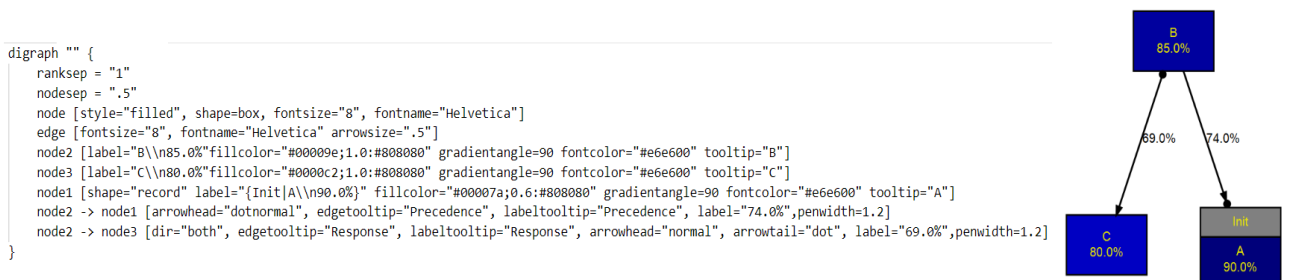 digraph "" {
ranksep = "1"
nodesep = ".5"
node [style="filled", shape=box, fontsize="8", fontname="Helvetica"]
edge [fontsize="8", fontname="Helvetica" arrowsize=".5"]
node2 [label="B\\n85.0%"fillcolor="#00009e;1.0:#808080" gradientangle=90 fontcolor="#e6e600" tooltip="B"]
node3 [label="C\\n80.0%"fillcolor="#0000c2;1.0:#808080" gradientangle=90 fontcolor="#e6e600" tooltip="C"]
node1 [shape="record" label="{Init|A\\n90.0%}" fillcolor="#00007a;0.6:#808080" gradientangle=90 fontcolor="#e6e600" tooltip="A"]
node2 -> node1 [arrowhead="dotnormal", edgetooltip="Precedence", labeltooltip="Precedence", label="74.0%",penwidth=1.2]
node2 -> node3 [dir="both", edgetooltip="Response", labeltooltip="Response", arrowhead="normal", arrowtail="dot", label="69.0%",penwidth=1.2]
}
B
85.0%
69.0%
74.0%
C
80.0%
Init
A
90.0%